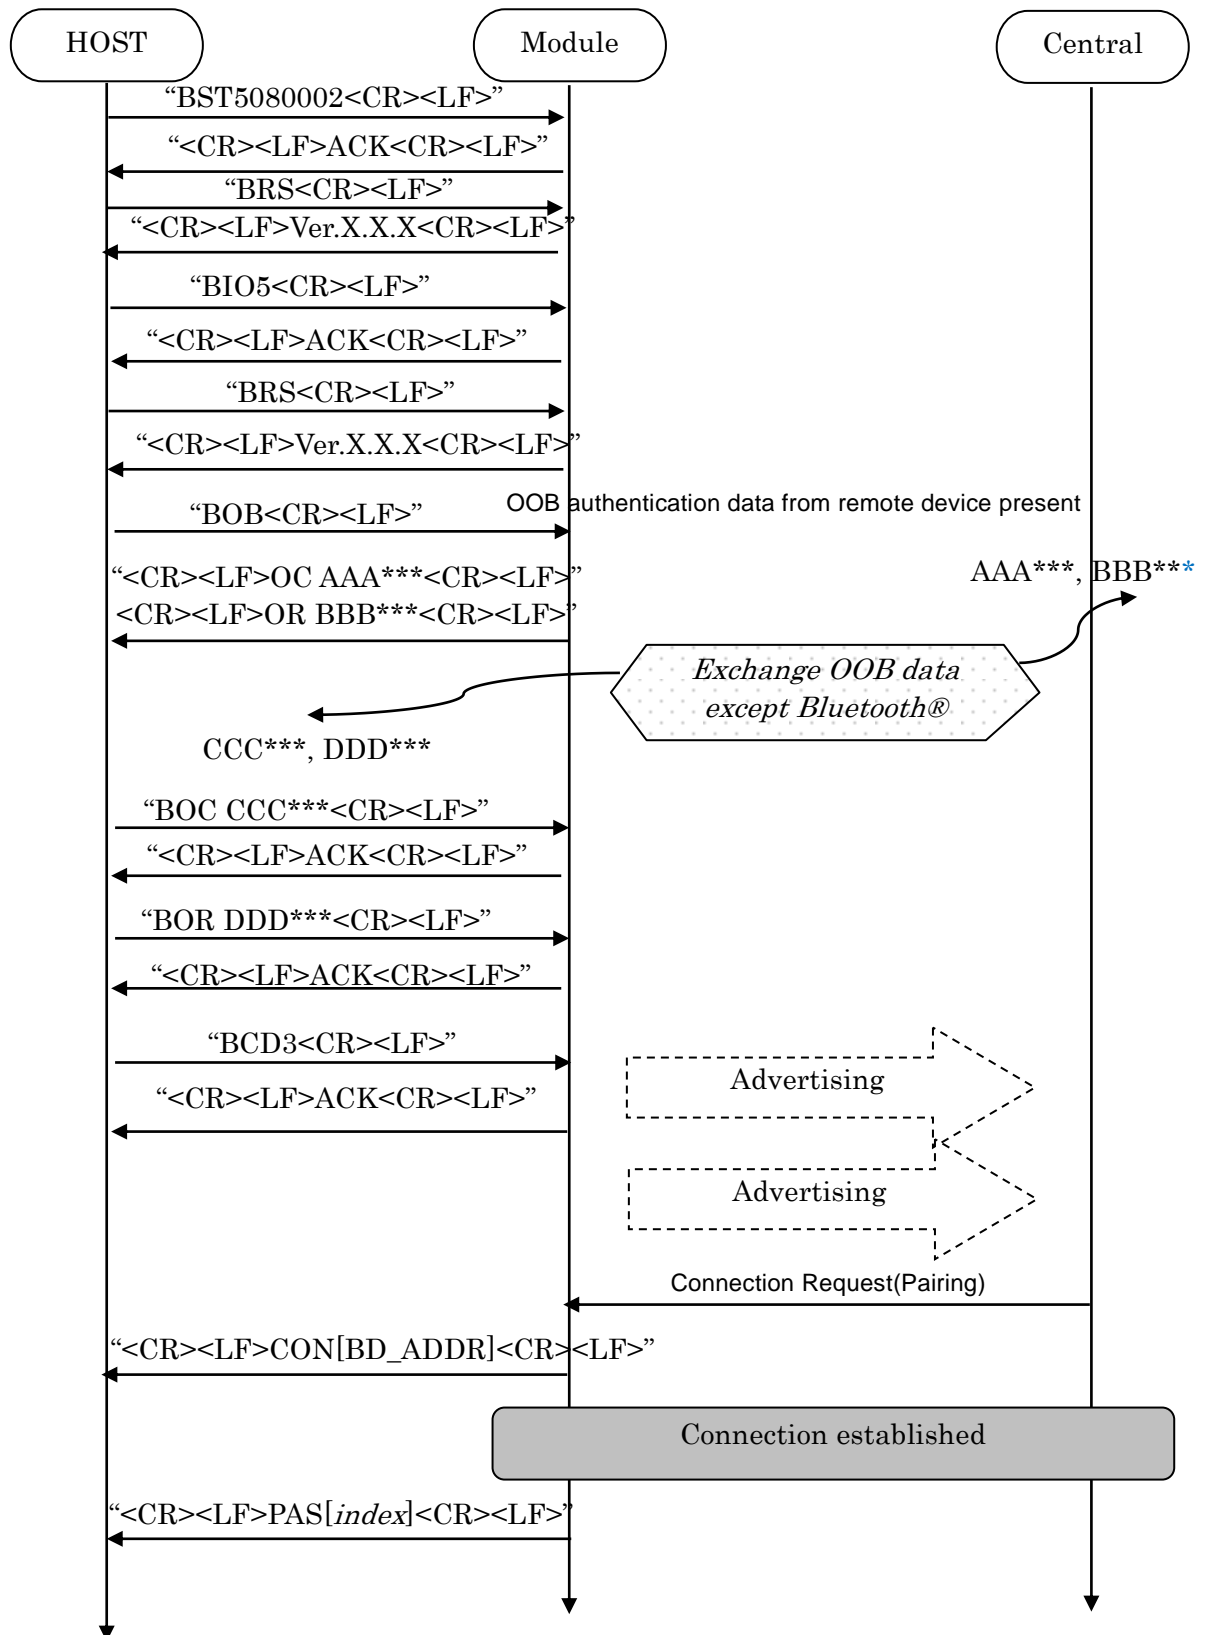 HOST
Module
Central
“BST5080002<CR><LF>”
“<CR><LF>ACK<CR><LF>”
“BRS<CR><LF>”
“<CR><LF>Ver.X.X.X<CR><LF>”
“BIO5<CR><LF>”
“<CR><LF>ACK<CR><LF>”
“BRS<CR><LF>”
“<CR><LF>Ver.X.X.X<CR><LF>”
OOB authentication data from remote device present
“BOB<CR><LF>”
“<CR><LF>OC AAA***<CR><LF>”
<CR><LF>OR BBB***<CR><LF>”
AAA***, BBB***
Exchange OOB data
except Bluetooth®
CCC***, DDD***
“BOC CCC***<CR><LF>”
“<CR><LF>ACK<CR><LF>”
“BOR DDD***<CR><LF>”
“<CR><LF>ACK<CR><LF>”
“BCD3<CR><LF>”
Advertising
“<CR><LF>ACK<CR><LF>”
Advertising
Connection Request(Pairing)
“<CR><LF>CON[BD_ADDR]<CR><LF>”
Connection established
“<CR><LF>PAS[index]<CR><LF>”